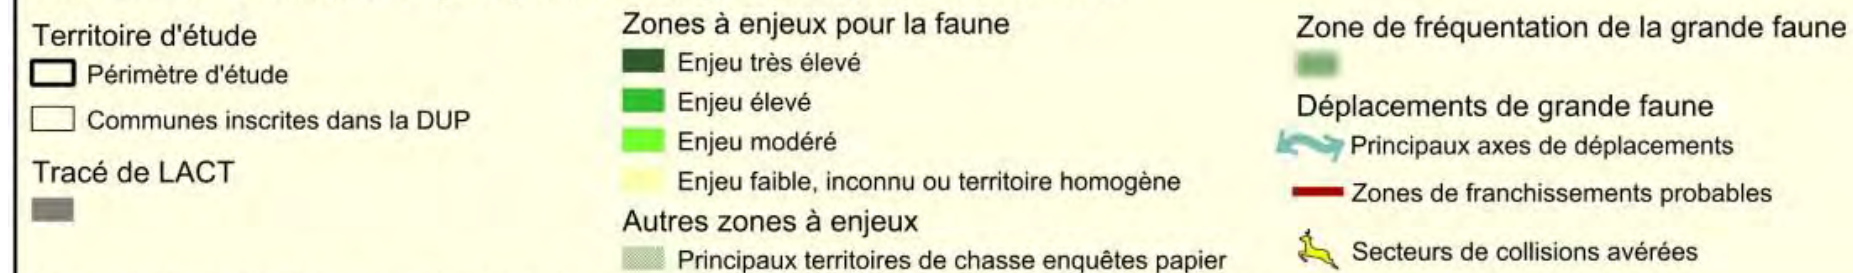 Territoire d'étude
Périmètre d'étude
Communes inscrites dans la DUP
Tracé de LACT
Zones à enjeux pour la faune
Enjeu très élevé
Enjeu élevé
Enjeu modéré
Enjeu faible, inconnu ou territoire homogène
Autres zones à enjeux
Principaux territoires de chasse enquêtes papier
Zone de fréquentation de la grande faune
Déplacements de grande faune
Principaux axes de déplacements
Zones de franchissements probables
Secteurs de collisions avérées